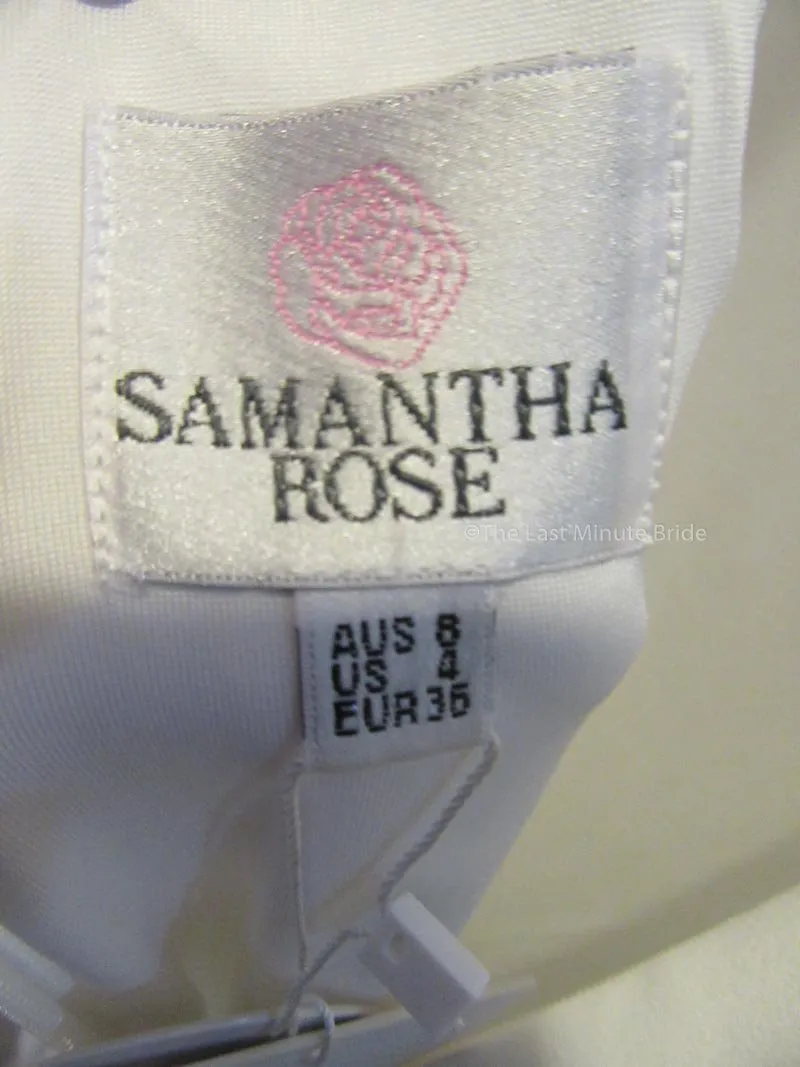 SAMANTHA
ROSE
©The Last Minute Bride
AUS 8
US 4
EUR 36